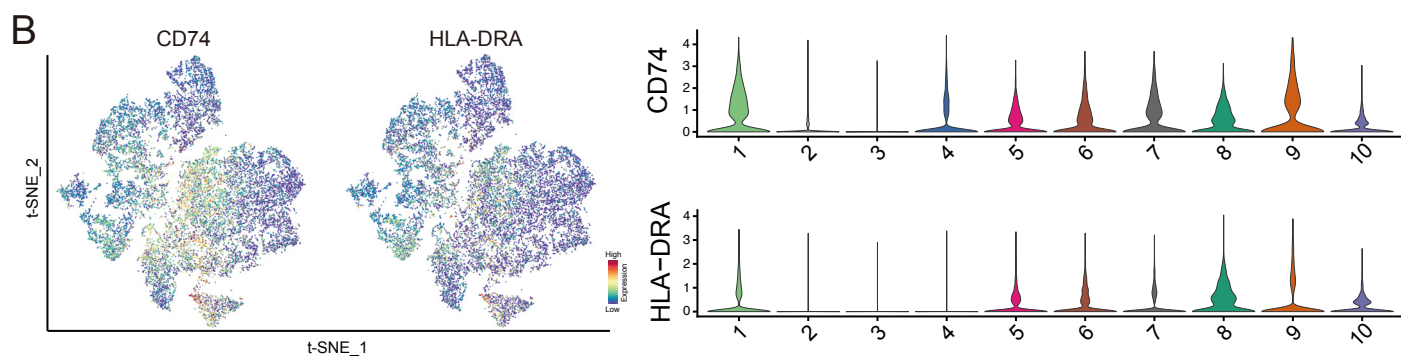 B
CD74
HLA-DRA
t-SNE_2
t-SNE_1
High
Expression
Low
CD74
4
3
2
1
0
1 2 3 4 5 6 7 8 9 10
HLA−DRA
4
3
2
1
0
1 2 3 4 5 6 7 8 9 10